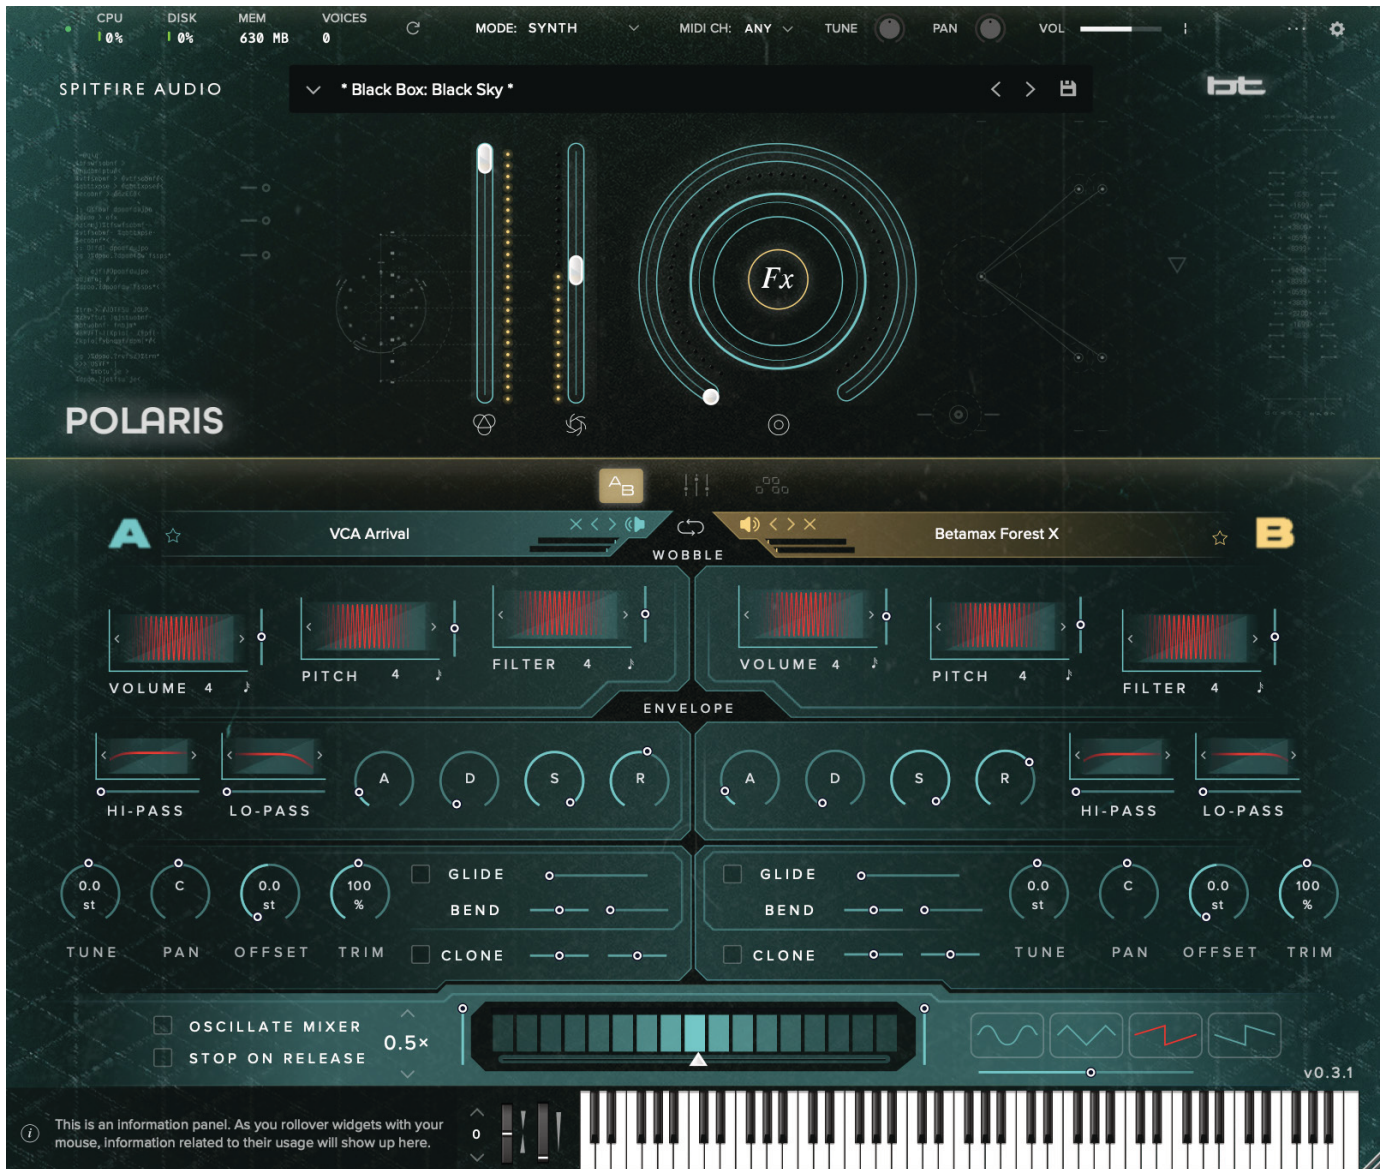 CPU DISK MEM VOICES
0% 0% 630 MB 0
MODE: SYNTH MIDI CH: ANY TUNE PAN VOL
SPITFIRE AUDIO
* Black Box: Black Sky *
bt
Fx
POLARIS
A B
A VCA Arrival Betamax Forest X B
WOBBLE
VOLUME 4 PITCH 4 FILTER 4 VOLUME 4 PITCH 4 FILTER 4
ENVELOPE
A D S R A D S R
HI-PASS LO-PASS HI-PASS LO-PASS
GLIDE GLIDE
0.0 st C 0.0 st 100 % 0.0 st C 0.0 st 100 %
BEND BEND
TUNE PAN OFFSET TRIM CLONE CLONE TUNE PAN OFFSET TRIM
OSCILLATE MIXER
0.5×
STOP ON RELEASE
v0.3.1
This is an information panel. As you rollover widgets with your
mouse, information related to their usage will show up here.
0